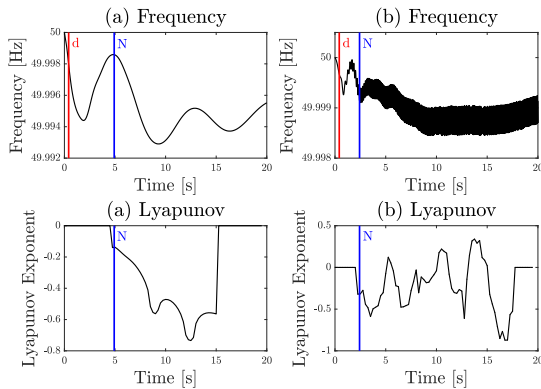 (a) Frequency
Frequency [Hz]
50
49.998
49.996
49.994
49.992
d
N
0
5
10
15
20
Time [s]
(b) Frequency
Frequency [Hz]
50
49.999
49.998
d
N
0
5
10
15
20
Time [s]
(a) Lyapunov
Lyapunov Exponent
0
-0.2
-0.4
-0.6
-0.8
N
0
5
10
15
20
Time [s]
(b) Lyapunov
Lyapunov Exponent
0.5
0
-0.5
-1
N
0
5
10
15
20
Time [s]